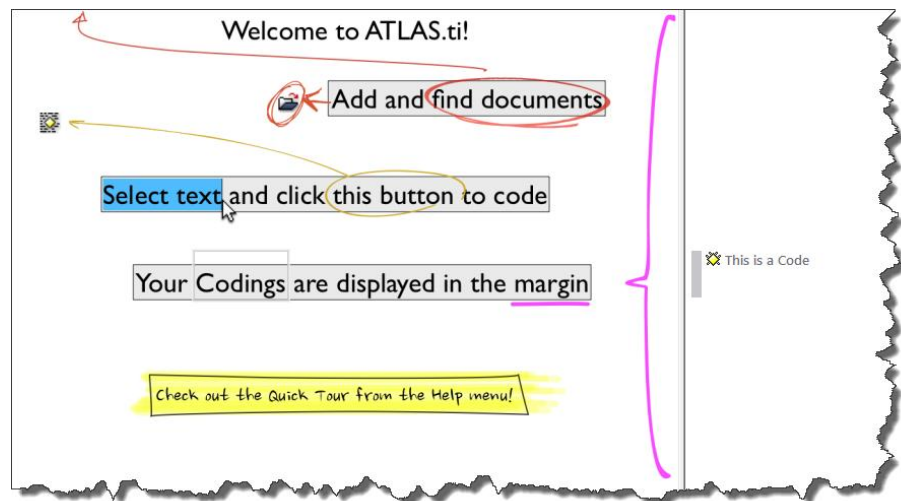 Welcome to ATLAS.ti!
Add and find documents
Select text and click this button to code
This is a Code
Your Codings are displayed in the margin
Check out the Quick Tour from the Help menu!